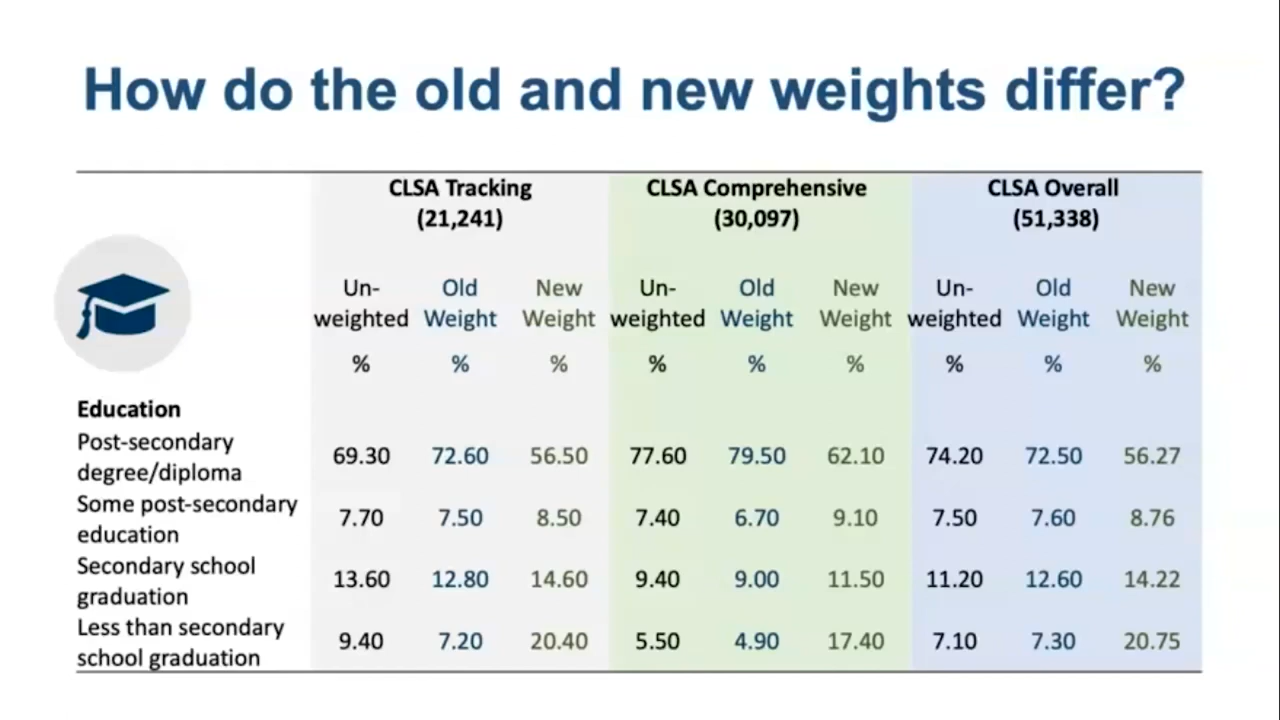 How do the old and new weights differ?
CLSA Tracking CLSA Comprehensive CLSA Overall
(21,241) (30,097) (51,338)
Un- Old New Un- Old New Un- Old New
weighted Weight Weight weighted Weight Weight weighted Weight Weight
% % % % % % % % %
Education
Post-secondary
degree/diploma 69.30 72.60 56.50 77.60 79.50 62.10 74.20 72.50 56.27
Some post-secondary
education 7.70 7.50 8.50 7.40 6.70 9.10 7.50 7.60 8.76
Secondary school
graduation 13.60 12.80 14.60 9.40 9.00 11.50 11.20 12.60 14.22
Less than secondary
school graduation 9.40 7.20 20.40 5.50 4.90 17.40 7.10 7.30 20.75